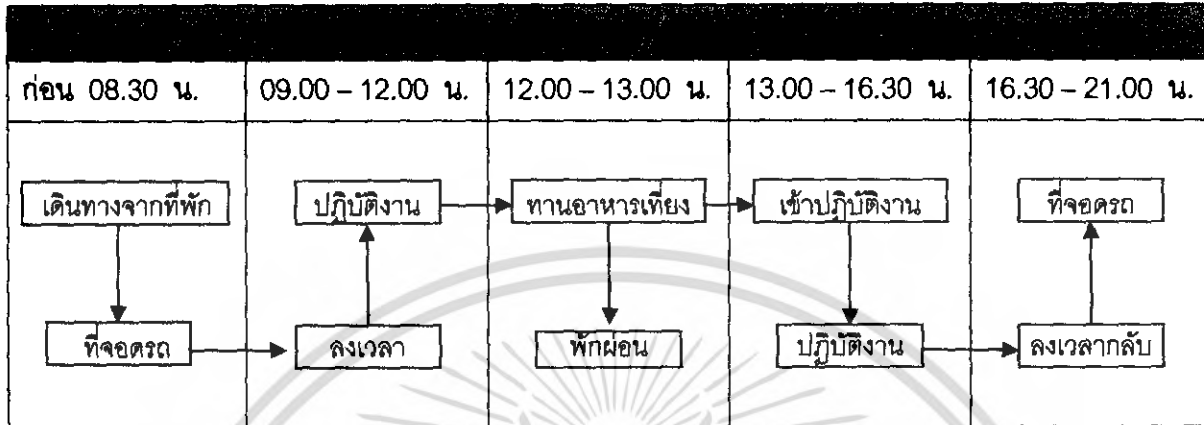 ก่อน 08.30 น. 09.00 – 12.00 น. 12.00 – 13.00 น. 13.00 – 16.30 น. 16.30 – 21.00 น.
เดินทางจากที่พัก ปฏิบัติงาน ทานอาหารเที่ยง เข้าปฏิบัติงาน ที่จอดรถ
ที่จอดรถ ลงเวลา พักผ่อน ปฏิบัติงาน ลงเวลากลับ